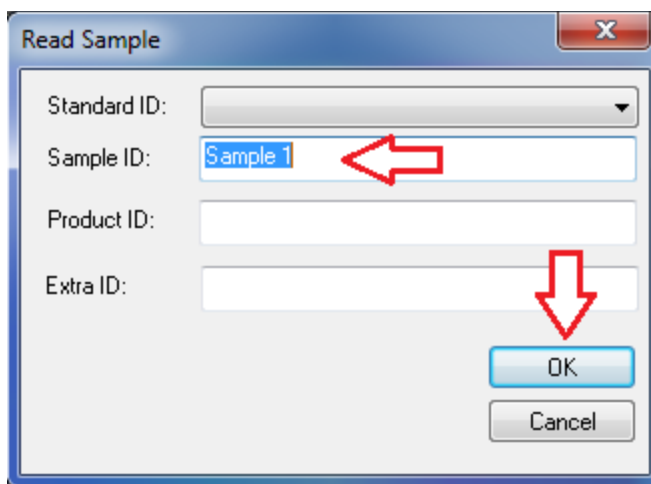 Read Sample
Standard ID:
Sample ID: Sample 1
Product ID:
Extra ID:
OK
Cancel